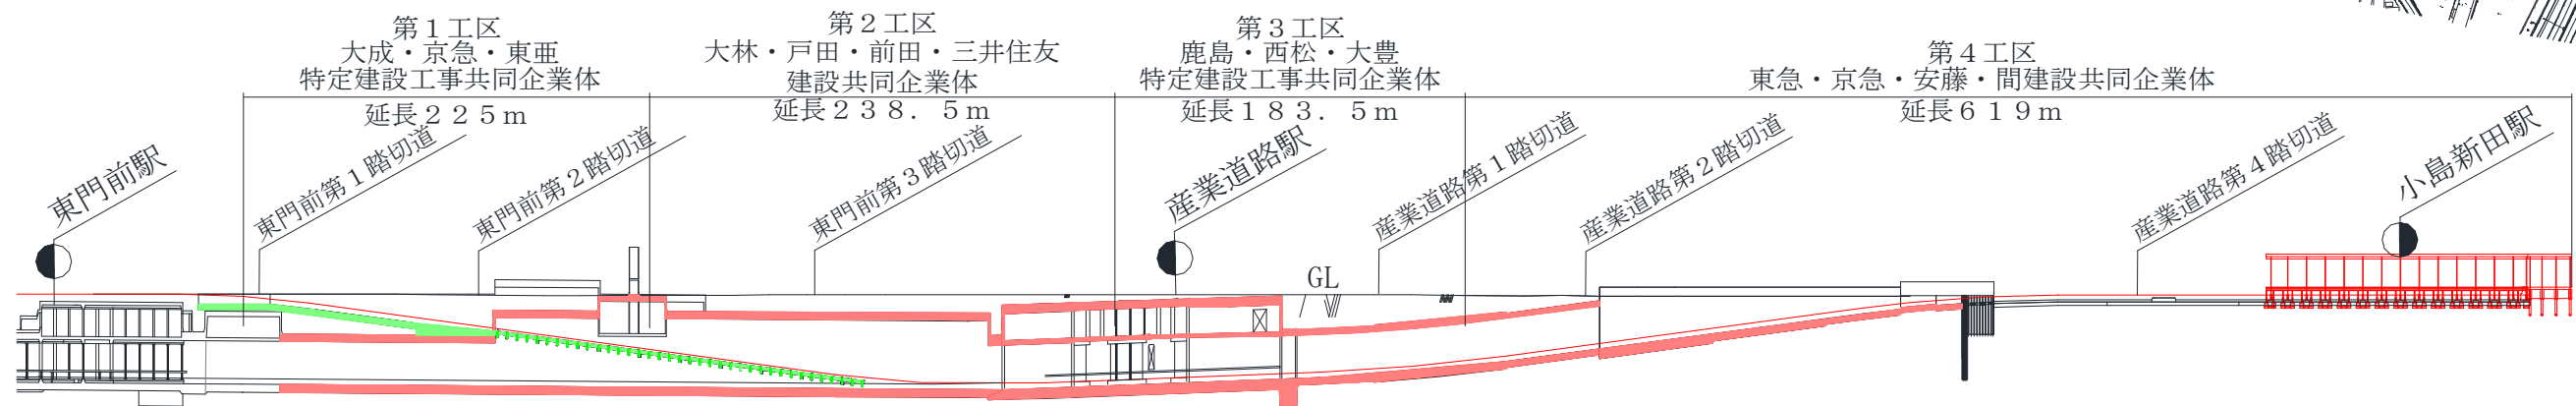 第１工区
大成・京急・東亜
特定建設工事共同企業体
延長２２５ｍ
第２工区
大林・戸田・前田・三井住友
建設共同企業体
延長２３８．５ｍ
第３工区
鹿島・西松・大豊
特定建設工事共同企業体
延長１８３．５ｍ
第４工区
東急・京急・安藤・間建設共同企業体
延長６１９ｍ
東門前駅
東門前第１踏切道
東門前第２踏切道
東門前第３踏切道
産業道路駅
産業道路第１踏切道
産業道路第２踏切道
産業道路第４踏切道
小島新田駅
GL